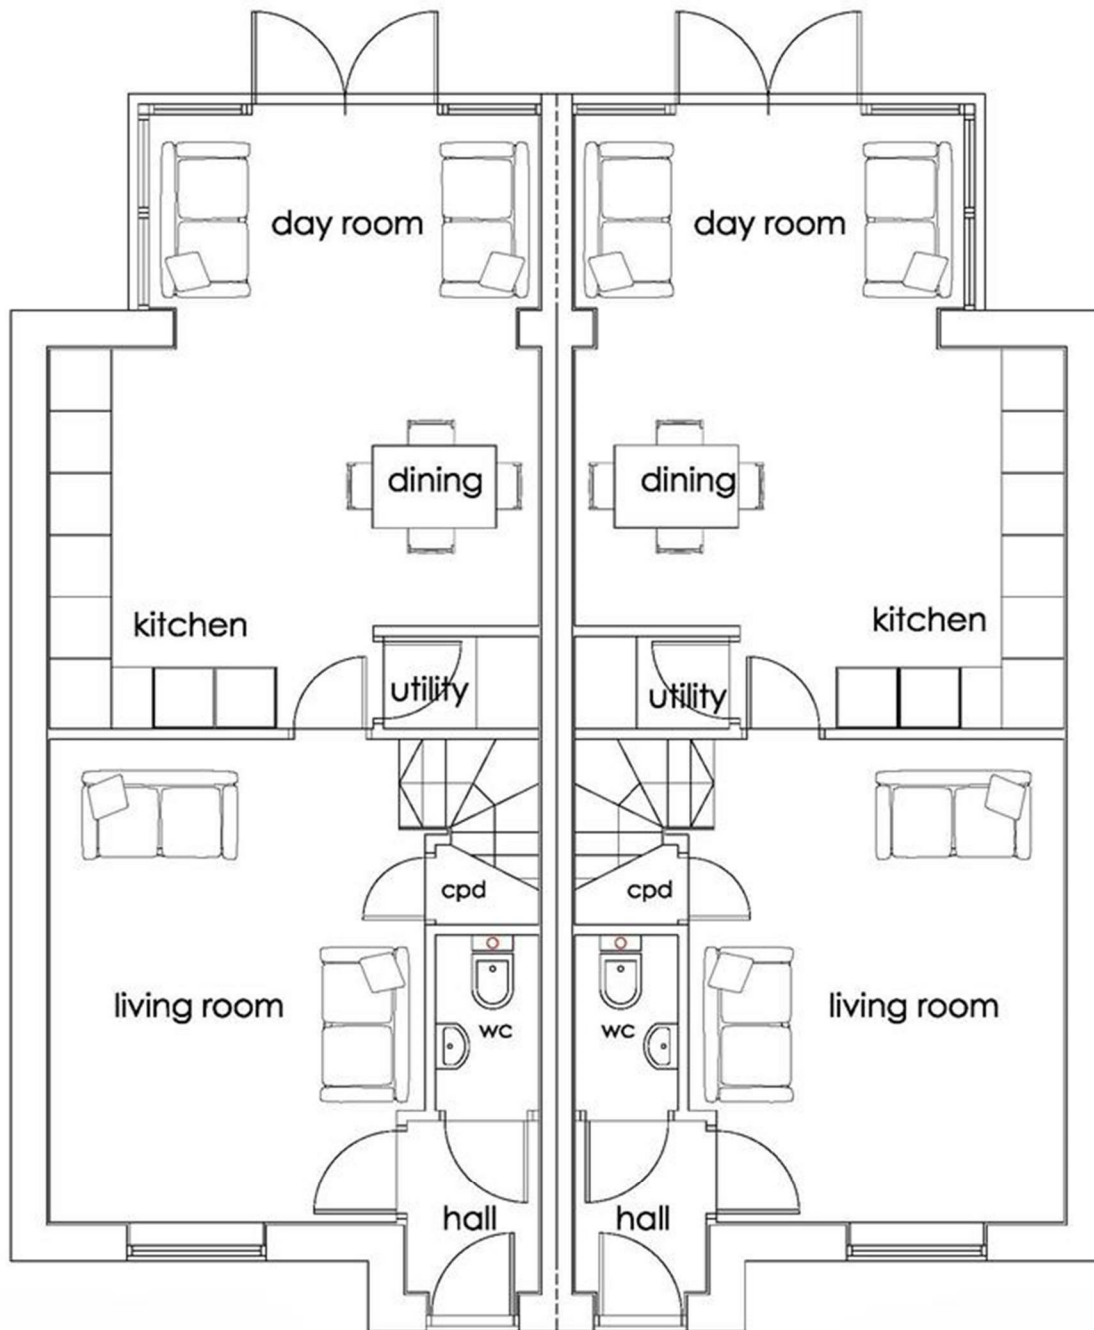 day room
day room
dining
dining
kitchen
kitchen
utility
utility
cpd
cpd
living room
wc
wc
living room
hall
hall